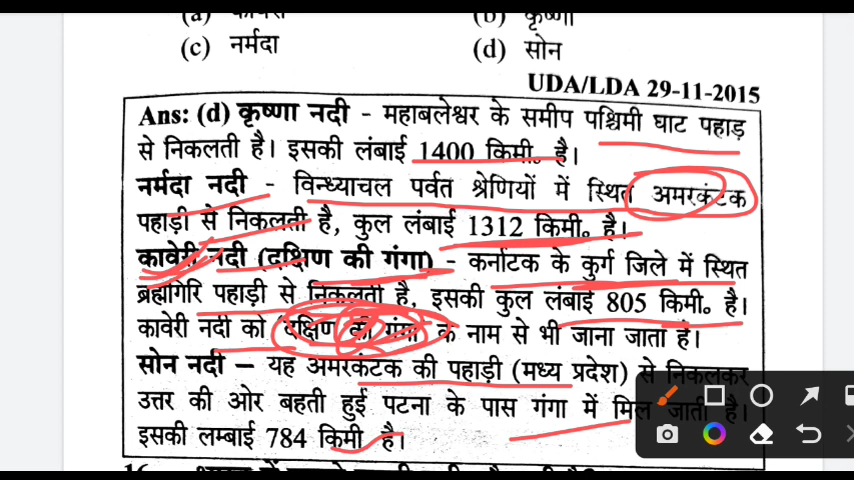 (a) कावेरी (b) कृष्णा
(c) नर्मदा (d) सोन
UDA/LDA 29-11-2015
Ans: (d) कृष्णा नदी - महाबलेश्वर के समीप पश्चिमी घाट पहाड़
से निकलती है। इसकी लंबाई 1400 किमी० है।
नर्मदा नदी - विन्ध्याचल पर्वत श्रेणियों में स्थित अमरकंटक
पहाड़ी से निकलती है, कुल लंबाई 1312 किमी० है।
कावेरी नदी (दक्षिण की गंगा) - कर्नाटक के कुर्ग जिले में स्थित
ब्रह्मगिरि पहाड़ी से निकलती है, इसकी कुल लंबाई 805 किमी० है।
कावेरी नदी को (दक्षिण की गंगा के नाम से भी जाना जाता है।
सोन नदी – यह अमरकंटक की पहाड़ी (मध्य प्रदेश) से निकलकर
उत्तर की ओर बहती हुई पटना के पास गंगा में मिल जाती है।
इसकी लम्बाई 784 किमी है।